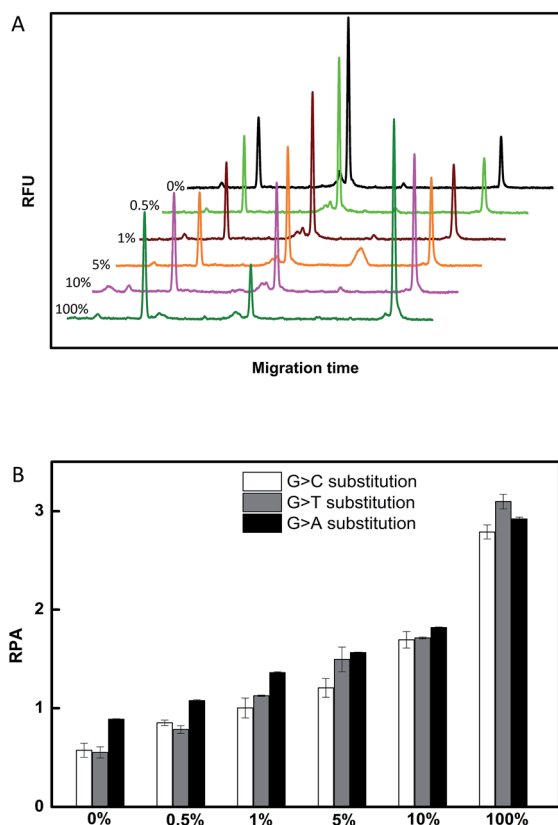 A
RFU
0%
0.5%
1%
5%
10%
100%
Migration time
B
RPA
3
2
1
0
G>C substitution
G>T substitution
G>A substitution
0%
0.5%
1%
5%
10%
100%